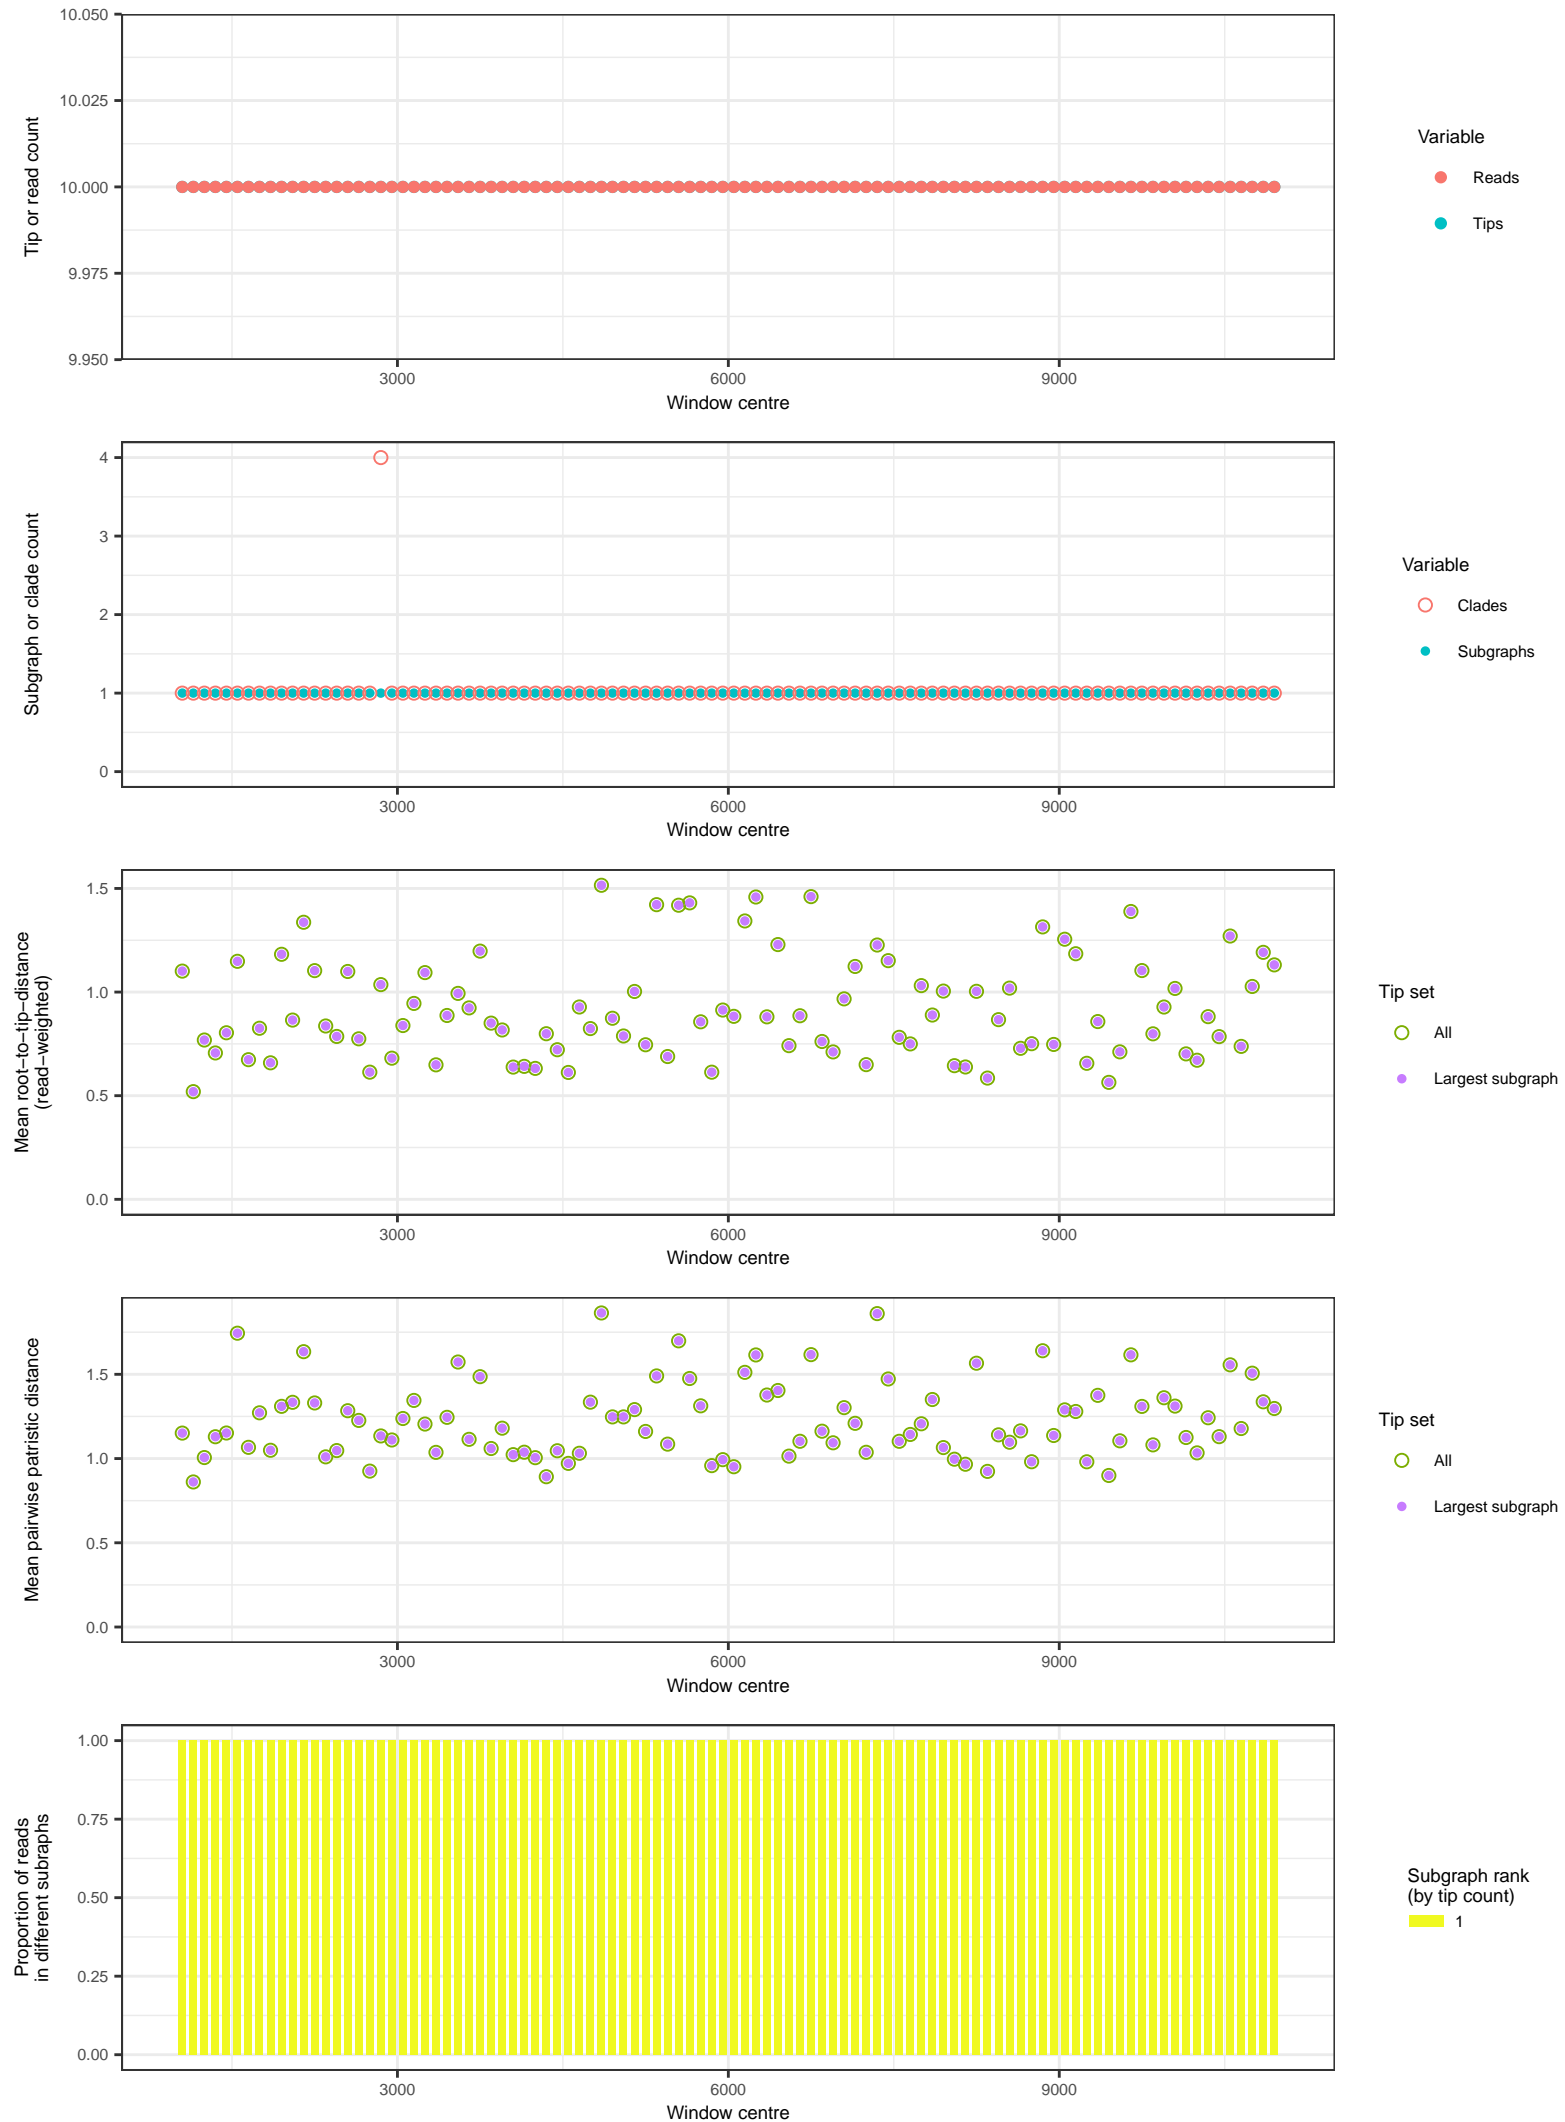 10.050
10.025
10.000
9.975
9.950
Tip or read count
3000
6000
9000
Window centre
Variable
Reads
Tips
4
3
2
1
0
Subgraph or clade count
3000
6000
9000
Window centre
Variable
Clades
Subgraphs
1.5
1.0
0.5
0.0
Mean root−to−tip−distance
(read−weighted)
3000
6000
9000
Window centre
Tip set
All
Largest subgraph
1.5
1.0
0.5
0.0
Mean pairwise patristic distance
3000
6000
9000
Window centre
Tip set
All
Largest subgraph
1.00
0.75
0.50
0.25
0.00
Proportion of reads
in different subraphs
3000
6000
9000
Window centre
Subgraph rank
(by tip count)
1